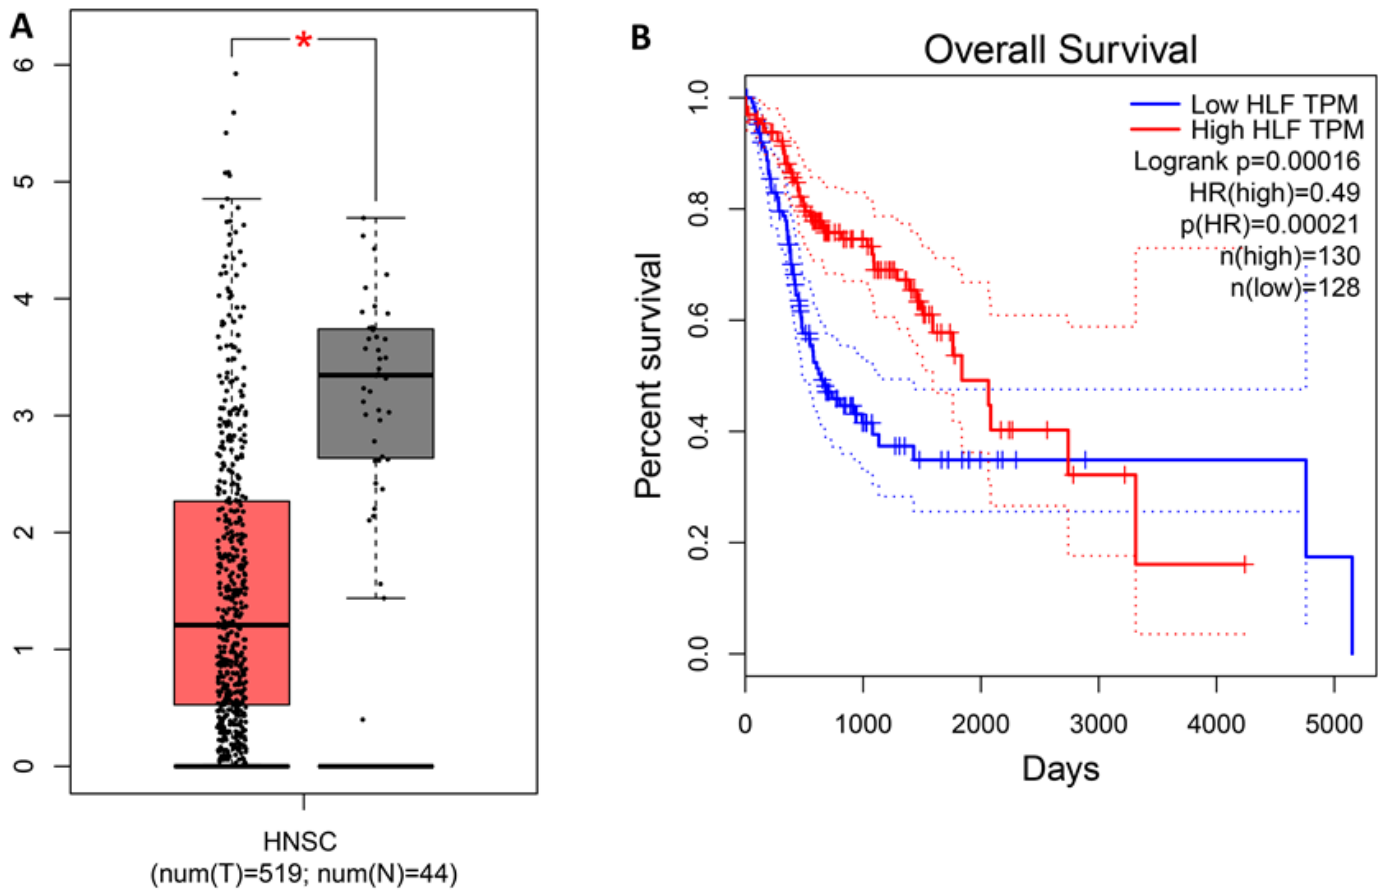 A
*
6
5
4
3
2
1
0
HNSC
(num(T)=519; num(N)=44)
B
Overall Survival
Low HLF TPM
High HLF TPM
Logrank p=0.00016
HR(high)=0.49
p(HR)=0.00021
n(high)=130
n(low)=128
Percent survival
1.0
0.8
0.6
0.4
0.2
0.0
0 1000 2000 3000 4000 5000
Days